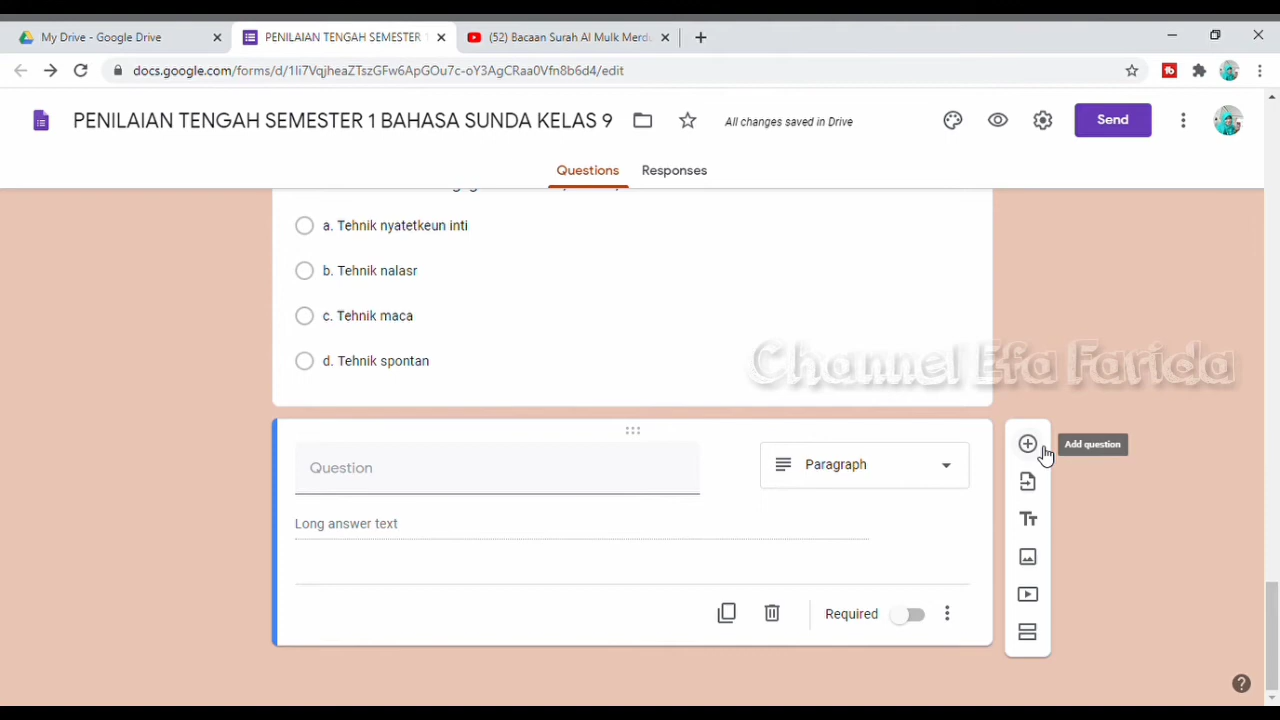 My Drive - Google Drive
PENILAIAN TENGAH SEMESTER 1
(52) Bacaan Surah Al Mulk Merdu
docs.google.com/forms/d/1Ii7VqjheaZTszGFw6ApGOu7c-oY3AgCRaa0Vfn8b6d4/edit
PENILAIAN TENGAH SEMESTER 1 BAHASA SUNDA KELAS 9
All changes saved in Drive
Send
Questions
Responses
a. Tehnik nyatetkeun inti
b. Tehnik nalasr
c. Tehnik maca
d. Tehnik spontan
Channel Efa Farida
Question
Paragraph
Add question
Long answer text
Required